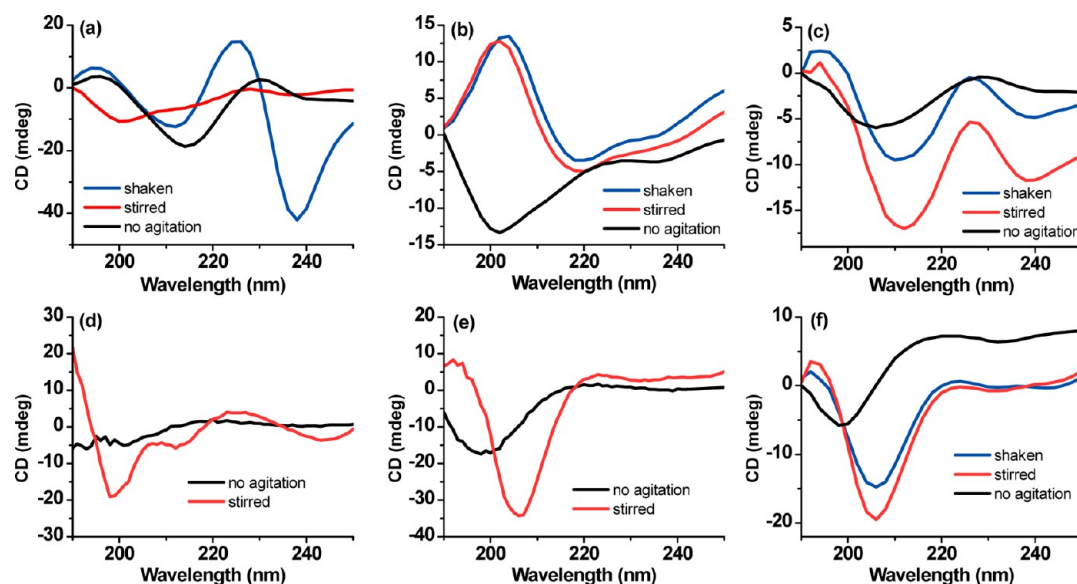 (a)
20
0
-20
-40
CD (mdeg)
shaken
stirred
no agitation
200
220
240
Wavelength (nm)
(b)
15
10
5
0
-5
-10
-15
CD (mdeg)
shaken
stirred
no agitation
200
220
240
Wavelength (nm)
(c)
5
0
-5
-10
-15
CD (mdeg)
shaken
stirred
no agitation
200
220
240
Wavelength (nm)
(d)
30
20
10
0
-10
-20
-30
CD (mdeg)
no agitation
stirred
200
220
240
Wavelength (nm)
(e)
20
10
0
-10
-20
-30
-40
CD (mdeg)
no agitation
stirred
200
220
240
Wavelength (nm)
(f)
10
0
-10
-20
CD (mdeg)
shaken
stirred
no agitation
200
220
240
Wavelength (nm)